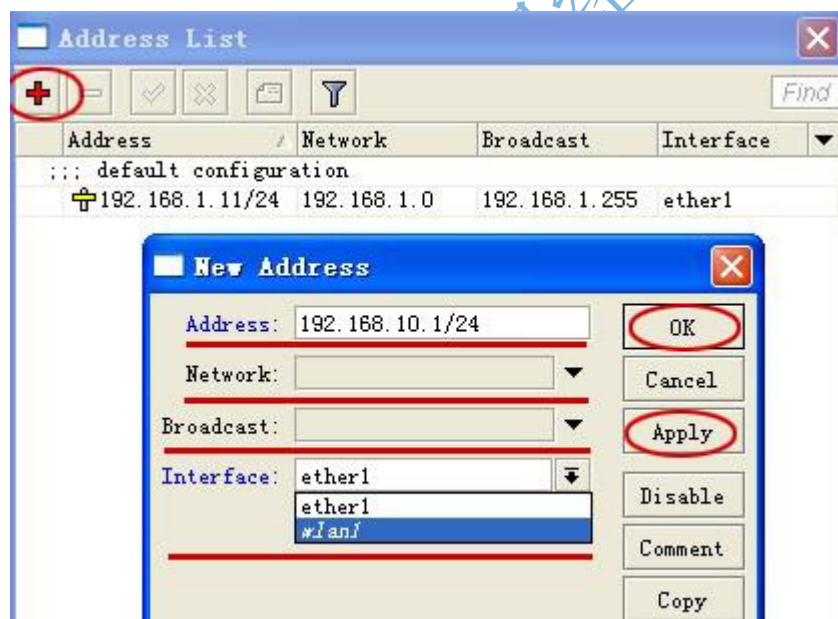 Address List
Find
Address Network Broadcast Interface
;;; default configuration
192.168.1.11/24 192.168.1.0 192.168.1.255 ether1
New Address
Address: 192.168.10.1/24
OK
Network:
Cancel
Broadcast:
Apply
Interface: ether1
ether1
Disable
wlan1
Comment
Copy